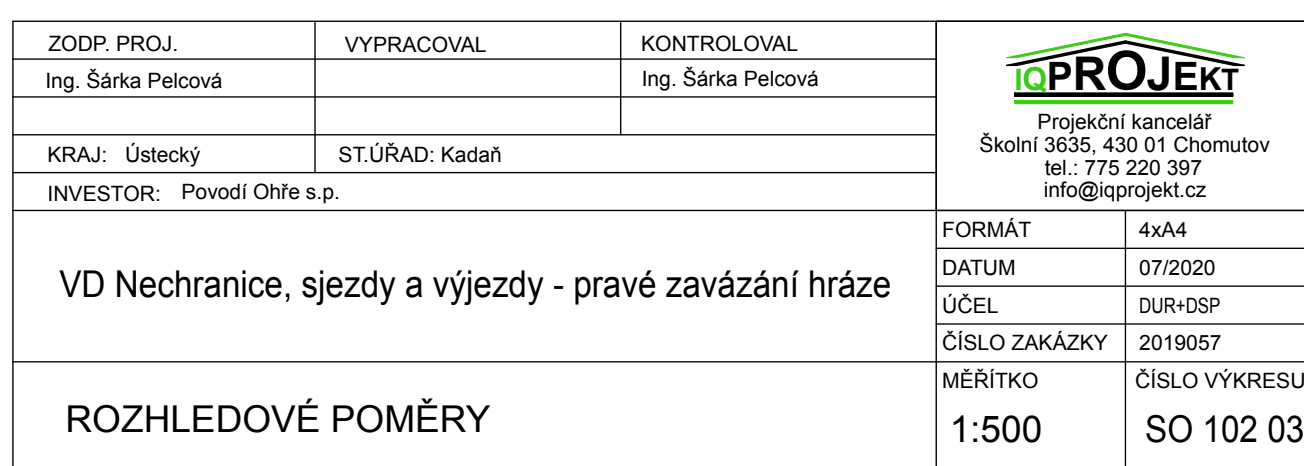 ZODP. PROJ. VYPRACOVAL KONTROLOVAL
Ing. Šárka Pelcová Ing. Šárka Pelcová
IQPROJEKT
Projekční kancelář
Školní 3635, 430 01 Chomutov
tel.: 775 220 397
info@iqprojekt.cz
KRAJ: Ústecký ST.ÚŘAD: Kadaň
INVESTOR: Povodí Ohře s.p.
VD Nechranice, sjezdy a výjezdy - pravé zavázání hráze
FORMÁT 4xA4
DATUM 07/2020
ÚČEL DUR+DSP
ČÍSLO ZAKÁZKY 2019057
ROZHLEDOVÉ POMĚRY
MĚŘÍTKO ČÍSLO VÝKRESU
1:500 SO 102 03